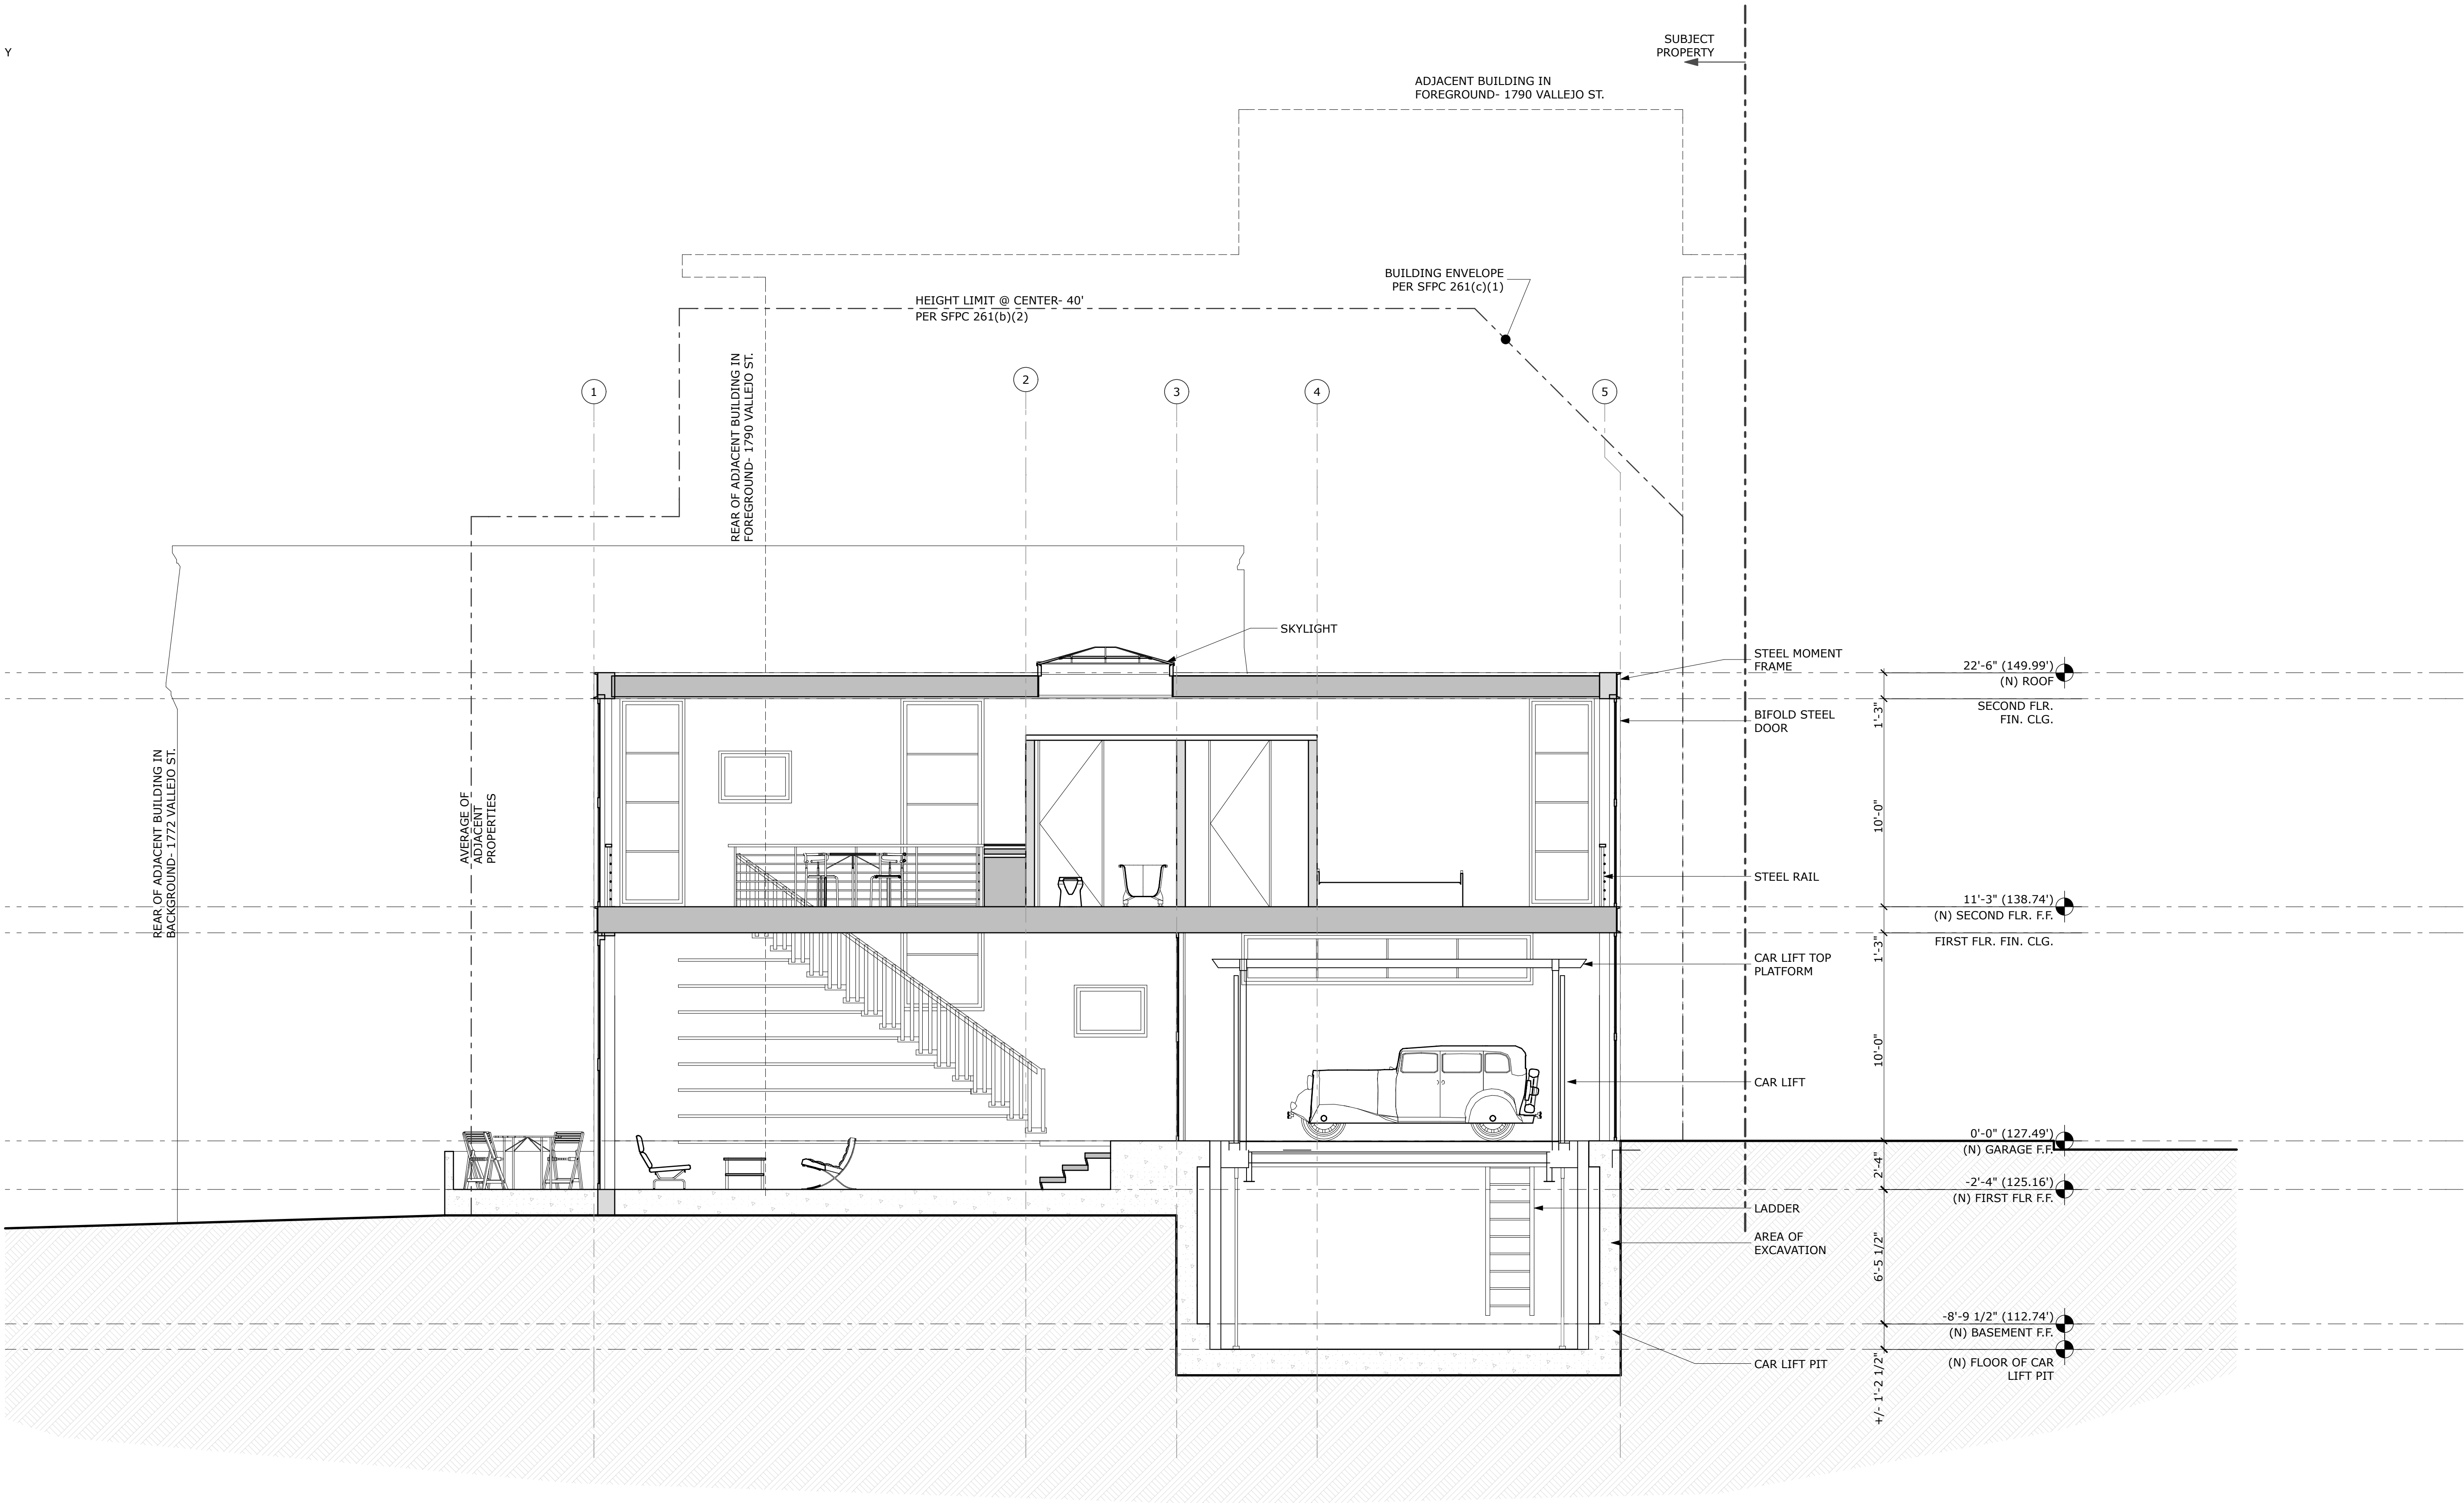 Y
SUBJECT
PROPERTY
ADJACENT BUILDING IN
FOREGROUND- 1790 VALLEJO ST.
BUILDING ENVELOPE
PER SFPC 261(c)(1)
HEIGHT LIMIT @ CENTER- 40'
PER SFPC 261(b)(2)
REAR OF ADJACENT BUILDING IN
FOREGROUND- 1790 VALLEJO ST.
1
2
3
4
5
SKYLIGHT
STEEL MOMENT
FRAME
22'-6" (149.99')
(N) ROOF
1'-3"
SECOND FLR.
FIN. CLG.
BIFOLD STEEL
DOOR
REAR OF ADJACENT BUILDING IN
BACKGROUND- 1772 VALLEJO ST.
AVERAGE OF
ADJACENT
PROPERTIES
10'-0"
STEEL RAIL
11'-3" (138.74')
(N) SECOND FLR. F.F.
1'-3"
FIRST FLR. FIN. CLG.
CAR LIFT TOP
PLATFORM
10'-0"
CAR LIFT
0'-0" (127.49')
(N) GARAGE F.F.
2'-4"
-2'-4" (125.16')
(N) FIRST FLR F.F.
LADDER
AREA OF
EXCAVATION
6'-5 1/2"
-8'-9 1/2" (112.74')
(N) BASEMENT F.F.
CAR LIFT PIT
+/- 1'-2 1/2"
(N) FLOOR OF CAR
LIFT PIT